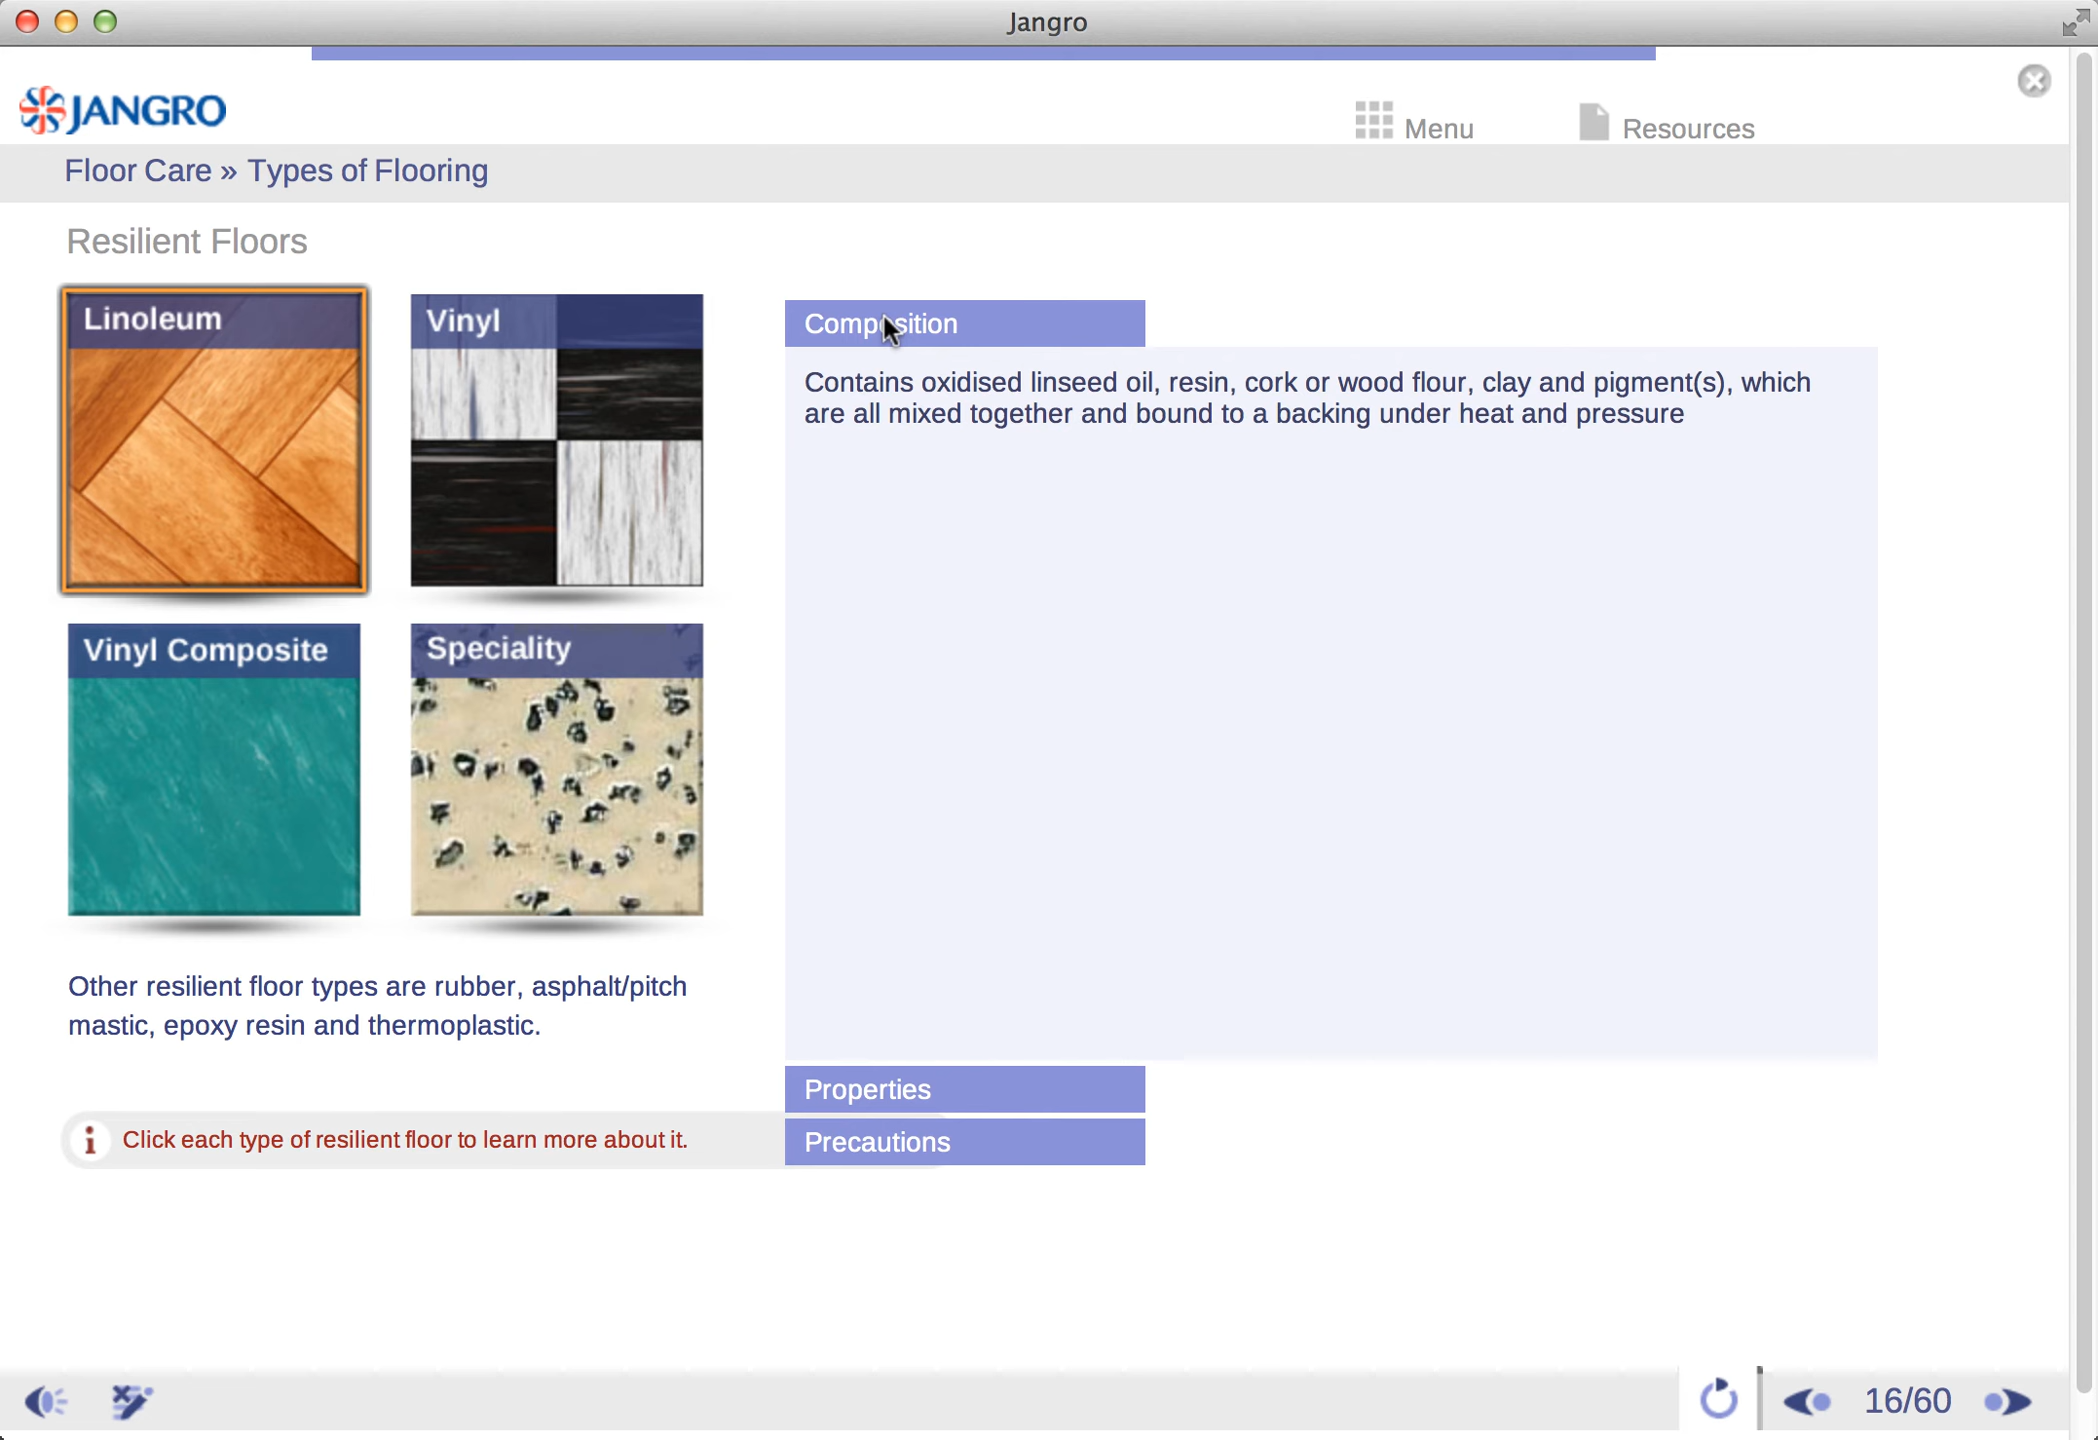 Jangro
JANGRO
Menu
Resources
Floor Care » Types of Flooring
Resilient Floors
Linoleum
Vinyl
Vinyl Composite
Speciality
Other resilient floor types are rubber, asphalt/pitch
mastic, epoxy resin and thermoplastic.
Click each type of resilient floor to learn more about it.
Composition
Contains oxidised linseed oil, resin, cork or wood flour, clay and pigment(s), which
are all mixed together and bound to a backing under heat and pressure
Properties
Precautions
16/60